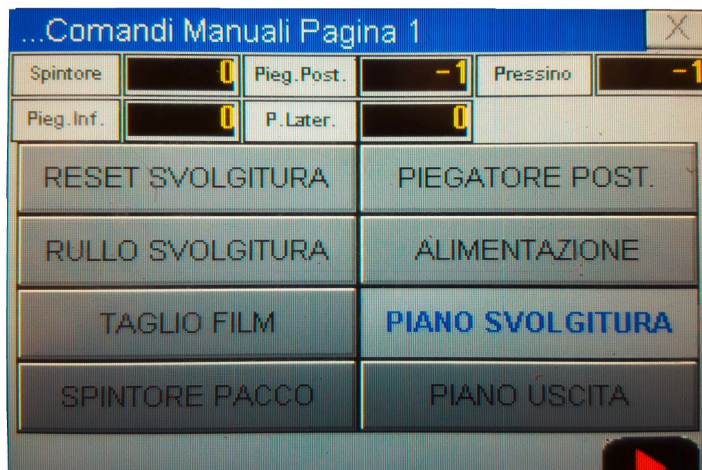 ...Comandi Manuali Pagina 1 X
Spintore 0 Pieg.Post. -1 Pressino -1
Pieg.Inf. 0 P.Later. 0
RESET SVOLGITURA PIEGATORE POST.
RULLO SVOLGITURA ALIMENTAZIONE
TAGLIO FILM PIANO SVOLGITURA
SPINTORE PACCO PIANO USCITA